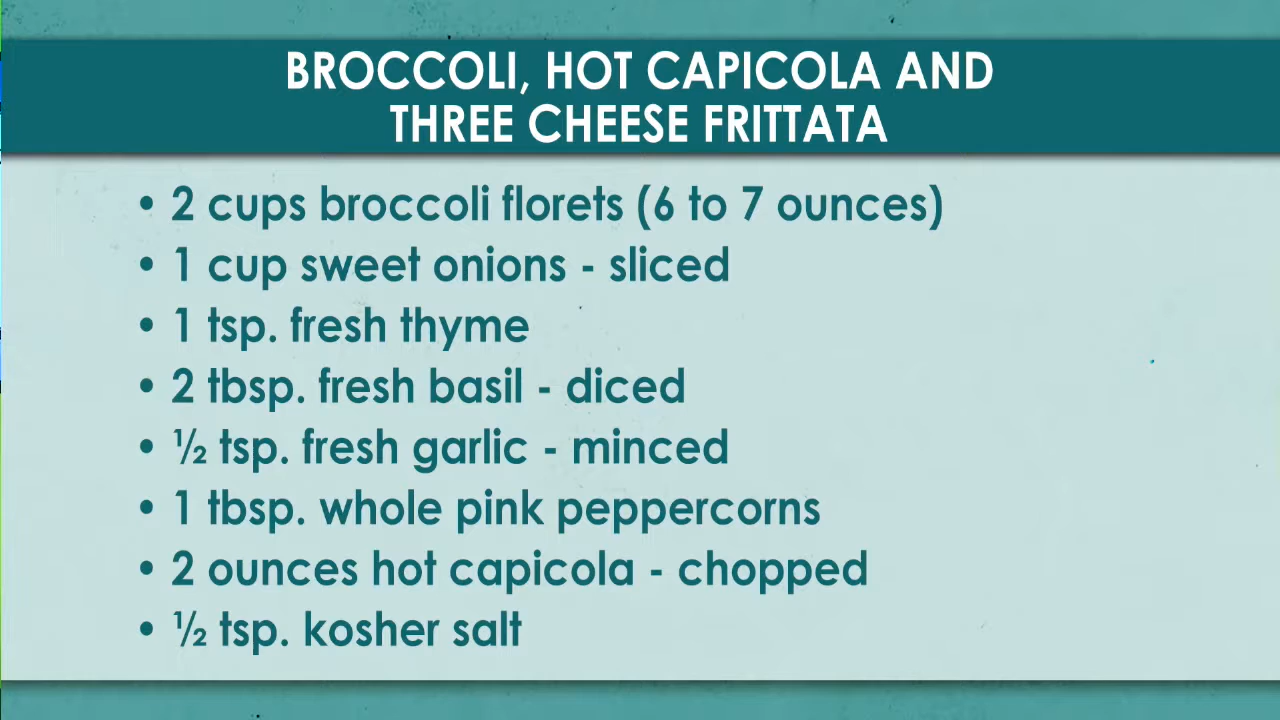 BROCCOLI, HOT CAPICOLA AND
THREE CHEESE FRITTATA
• 2 cups broccoli florets (6 to 7 ounces)
• 1 cup sweet onions - sliced
• 1 tsp. fresh thyme
• 2 tbsp. fresh basil - diced
• ½ tsp. fresh garlic - minced
• 1 tbsp. whole pink peppercorns
• 2 ounces hot capicola - chopped
• ½ tsp. kosher salt